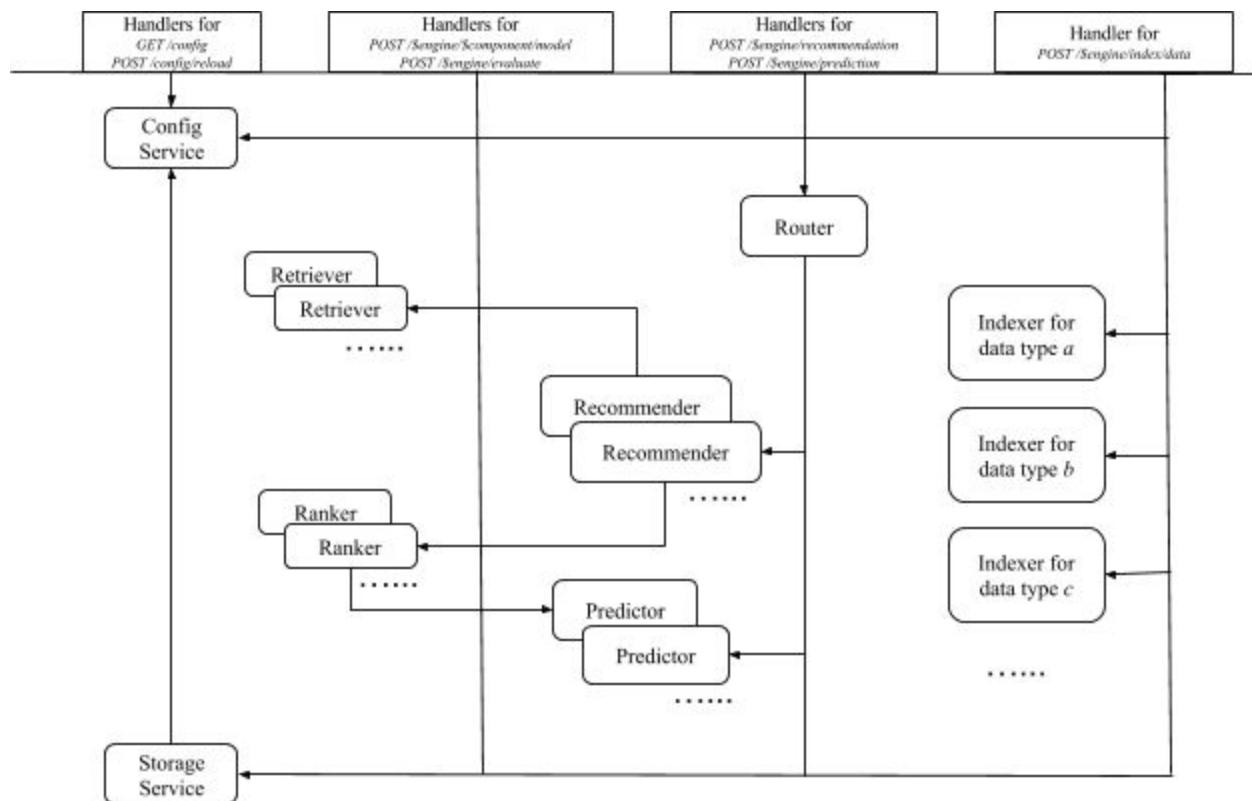 Handlers for
GET /config
POST /config/reload
Handlers for
POST /$engine/$component/model
POST /$engine/evaluate
Handlers for
POST /$engine/recommendation
POST /$engine/prediction
Handler for
POST /$engine/index/data
Config
Service
Router
Retriever
Retriever
......
Indexer for
data type a
Recommender
Recommender
......
Indexer for
data type b
Ranker
Ranker
......
Indexer for
data type c
Predictor
Predictor
......
......
Storage
Service